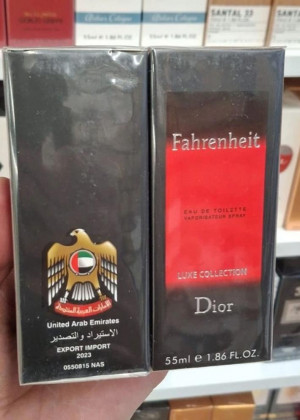 SANTAL 33
United Arab Emirates
الاستيراد والتصدير
EXPORT IMPORT
2023
0550815 NAS
Fahrenheit
EAU DE TOILETTE
VAPORISATEUR SPRAY
LUXE COLLECTION
Dior
55ml e 1.86 FL.OZ.